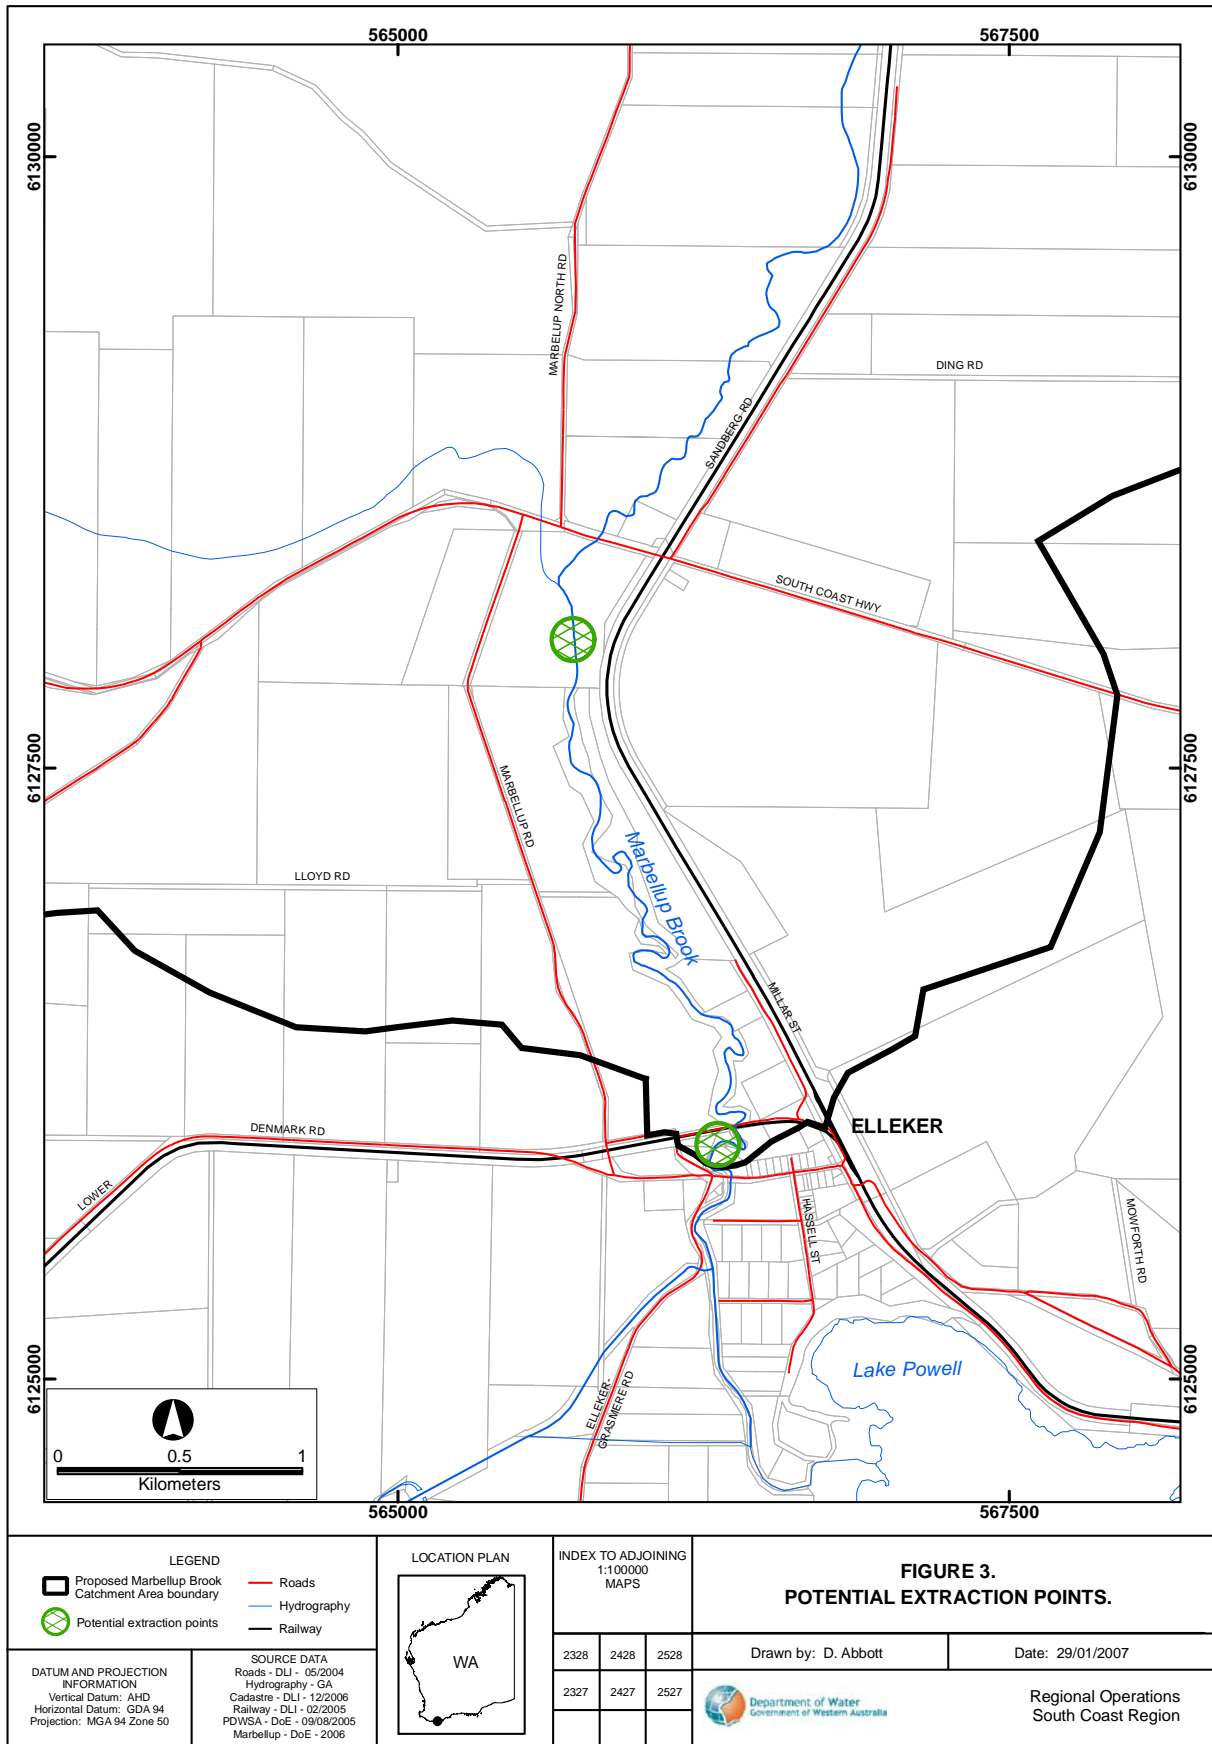 565000
567500
6130000
6130000
MARBELUP NORTH RD
DING RD
SANDBERG RD
SOUTH COAST HWY
6127500
6127500
MARBELLUP RD
Marbellup Brook
LLOYD RD
MILLAR ST
ELLEKER
DENMARK RD
LOWER
HASSELL ST
MOWFORTH RD
Lake Powell
6125000
6125000
ELLEKER-
GRASMERE RD
0
0.5
1
Kilometers
565000
567500
LEGEND
Proposed Marbellup Brook
Catchment Area boundary
Potential extraction points
Roads
Hydrography
Railway
DATUM AND PROJECTION
INFORMATION
Vertical Datum: AHD
Horizontal Datum: GDA 94
Projection: MGA 94 Zone 50
SOURCE DATA
Roads - DLI - 05/2004
Hydrography - GA
Cadastre - DLI - 12/2006
Railway - DLI - 02/2005
PDWSA - DoE - 09/08/2005
Marbellup - DoE - 2006
LOCATION PLAN
WA
INDEX TO ADJOINING
1:100000
MAPS
2328
2428
2528
2327
2427
2527
FIGURE 3.
POTENTIAL EXTRACTION POINTS.
Drawn by: D. Abbott
Date: 29/01/2007
Department of Water
Government of Western Australia
Regional Operations
South Coast Region